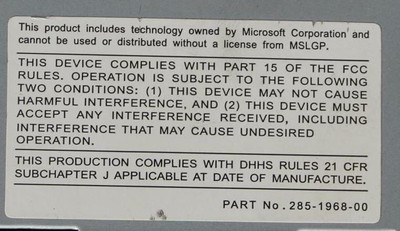 This product includes technology owned by Microsoft Corporation and
cannot be used or distributed without a license from MSLGP.
THIS DEVICE COMPLIES WITH PART 15 OF THE FCC
RULES. OPERATION IS SUBJECT TO THE FOLLOWING
TWO CONDITIONS: (1) THIS DEVICE MAY NOT CAUSE
HARMFUL INTERFERENCE, AND (2) THIS DEVICE MUST
ACCEPT ANY INTERFERENCE RECEIVED, INCLUDING
INTERFERENCE THAT MAY CAUSE UNDESIRED
OPERATION.
THIS PRODUCTION COMPLIES WITH DHHS RULES 21 CFR
SUBCHAPTER J APPLICABLE AT DATE OF MANUFACTURE.
PART No. 285-1968-00